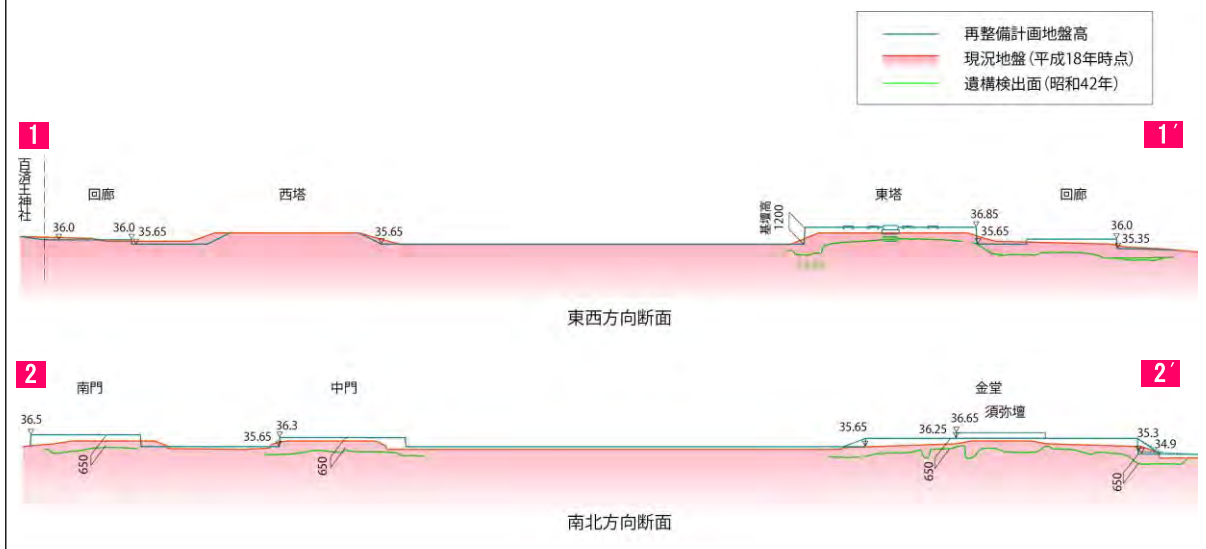 再整備計画地盤高
現況地盤(平成18年時点)
遺構検出面(昭和42年)
1
1′
百済王神社
回廊
西塔
東塔
回廊
36.0
36.0
35.65
35.65
基壇高
1200
36.85
35.65
36.0
35.35
東西方向断面
2
2′
南門
中門
金堂
須弥壇
36.5
35.65
36.3
35.65
36.25
36.65
35.3
34.9
650
650
650
650
南北方向断面